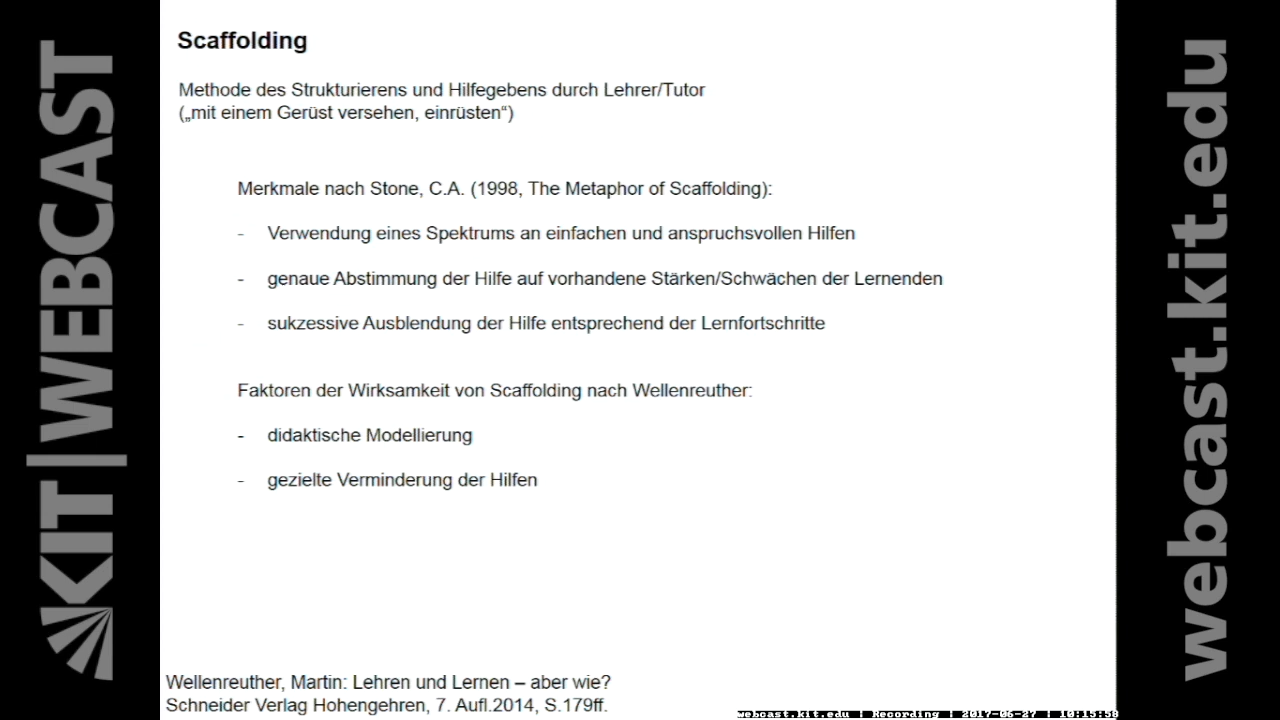 Scaffolding
Methode des Strukturierens und Hilfegebens durch Lehrer/Tutor
(„mit einem Gerüst versehen, einrüsten“)
Merkmale nach Stone, C.A. (1998, The Metaphor of Scaffolding):
- Verwendung eines Spektrums an einfachen und anspruchsvollen Hilfen
- genaue Abstimmung der Hilfe auf vorhandene Stärken/Schwächen der Lernenden
- sukzessive Ausblendung der Hilfe entsprechend der Lernfortschritte
Faktoren der Wirksamkeit von Scaffolding nach Wellenreuther:
- didaktische Modellierung
- gezielte Verminderung der Hilfen
Wellenreuther, Martin: Lehren und Lernen – aber wie?
Schneider Verlag Hohengehren, 7. Aufl.2014, S.179ff.
KIT | WEBCAST
webcast.kit.edu
webcast.kit.edu | Recording | 2017-06-27 | 10:15:59